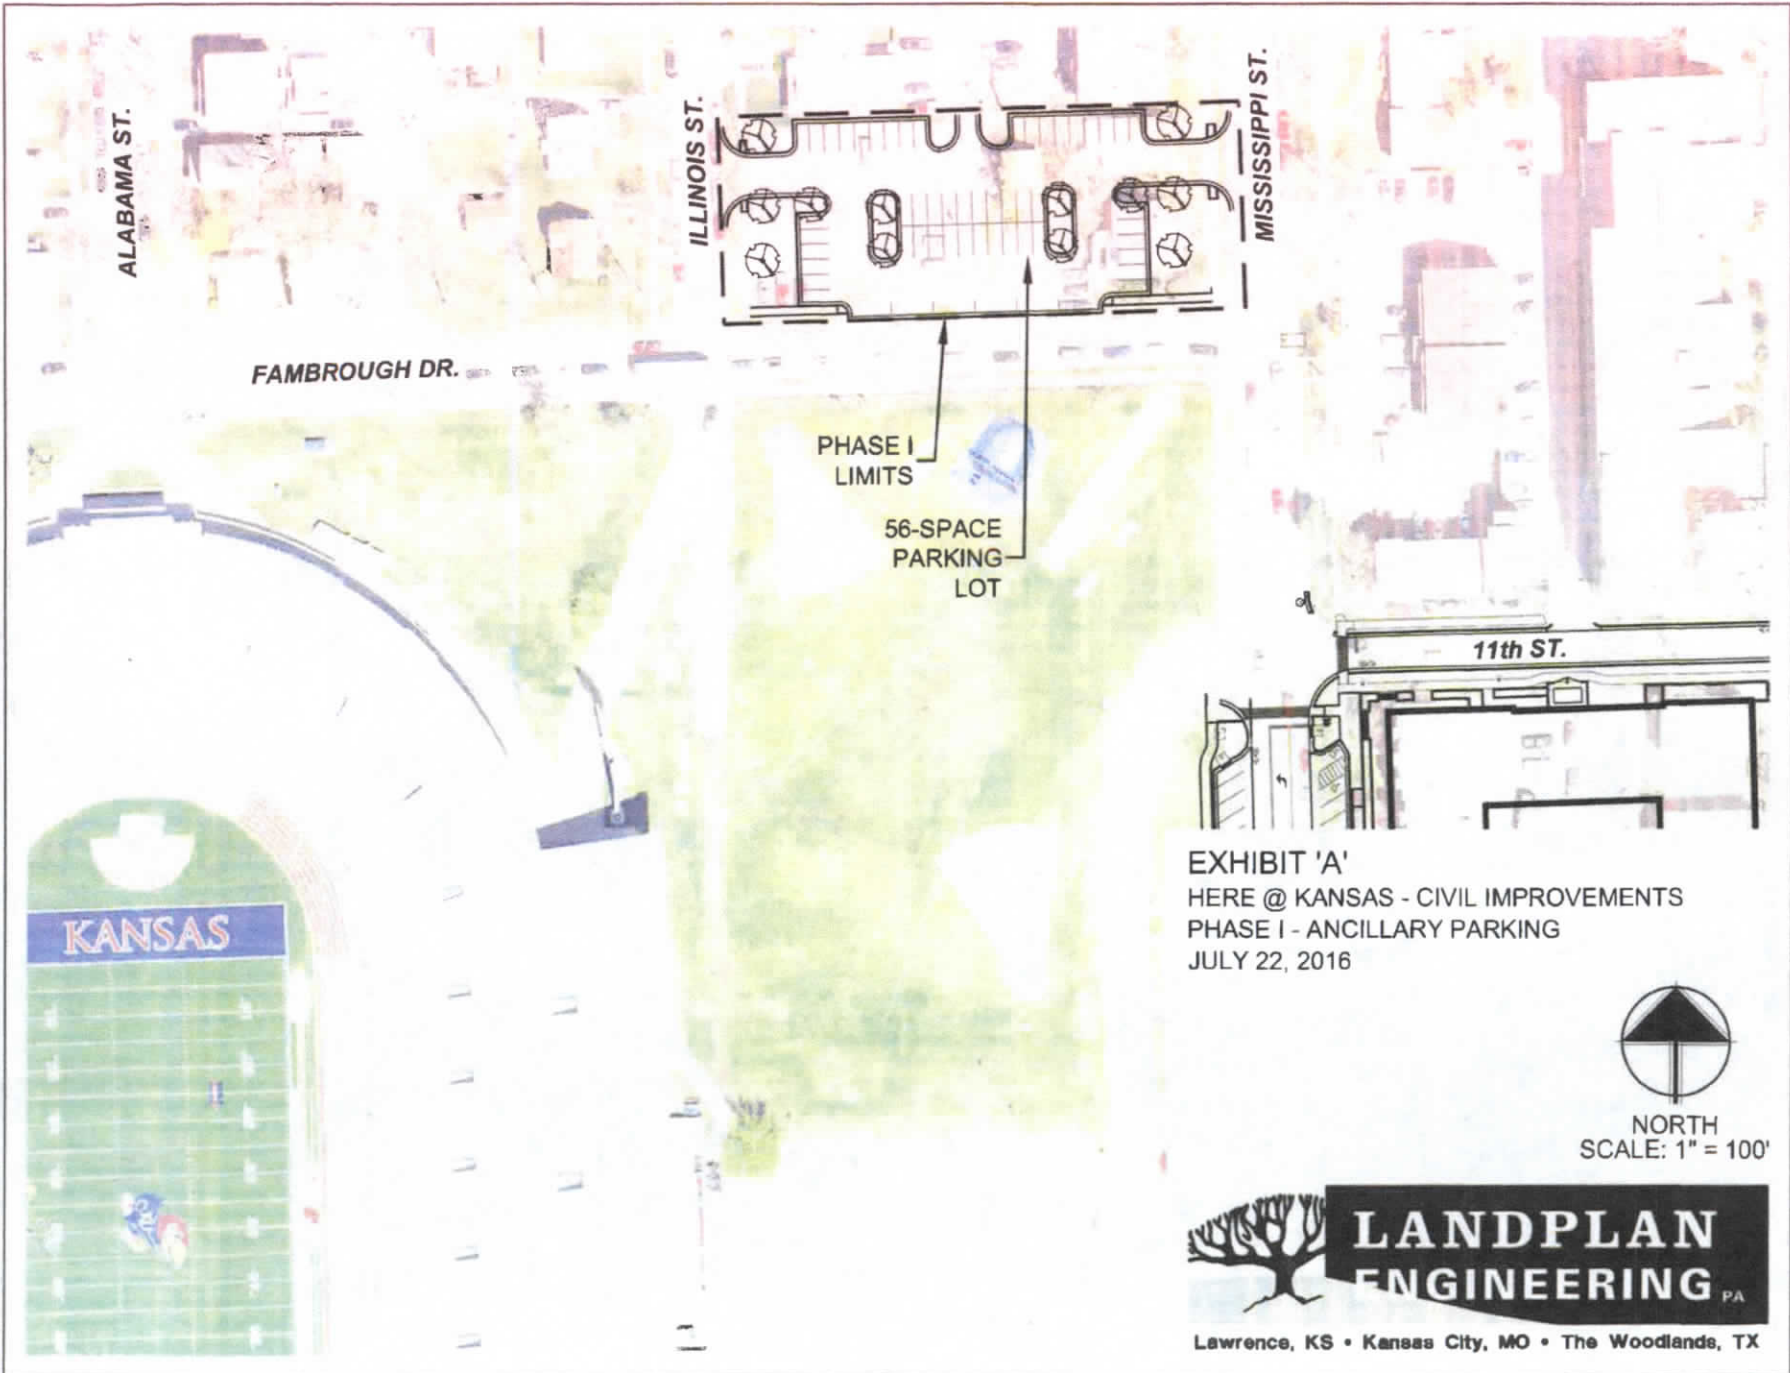 ALABAMA ST.
ILLINOIS ST.
MISSISSIPPI ST.
FAMBROUGH DR.
PHASE I
LIMITS
56-SPACE
PARKING
LOT
11th ST.
KANSAS
EXHIBIT 'A'
HERE @ KANSAS - CIVIL IMPROVEMENTS
PHASE I - ANCILLARY PARKING
JULY 22, 2016
NORTH
SCALE: 1" = 100'
LANDPLAN
ENGINEERING PA
Lawrence, KS • Kansas City, MO • The Woodlands, TX